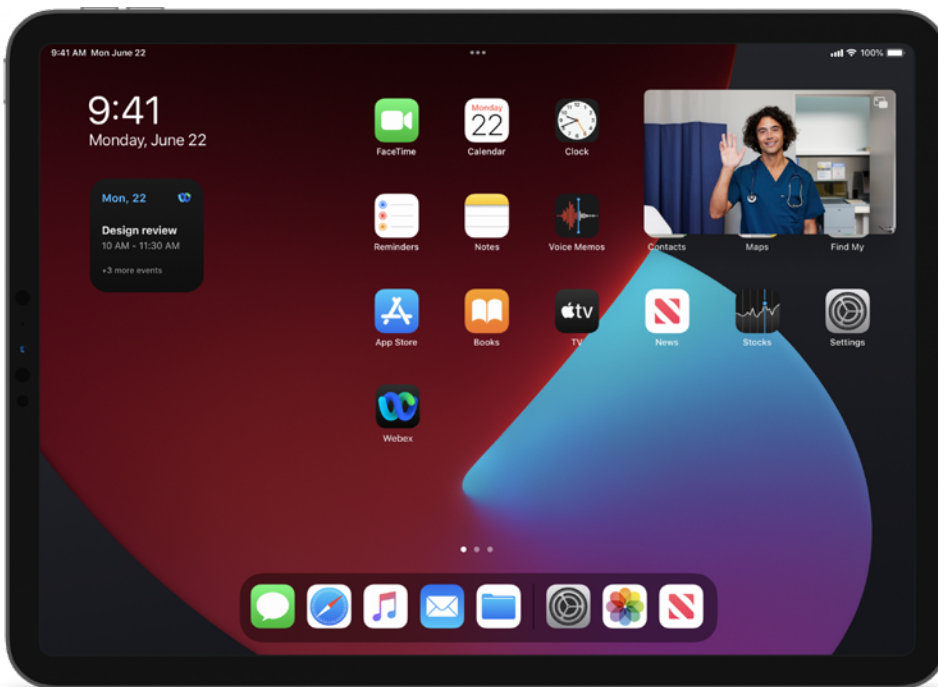 9:41 AM Mon June 22
100%
9:41
Monday, June 22
Mon, 22
Design review
10 AM - 11:30 AM
+3 more events
FaceTime
Monday
22
Calendar
Clock
Reminders
Notes
Voice Memos
Contacts
Maps
Find My
App Store
Books
tv
TV
News
Stocks
Settings
Webex